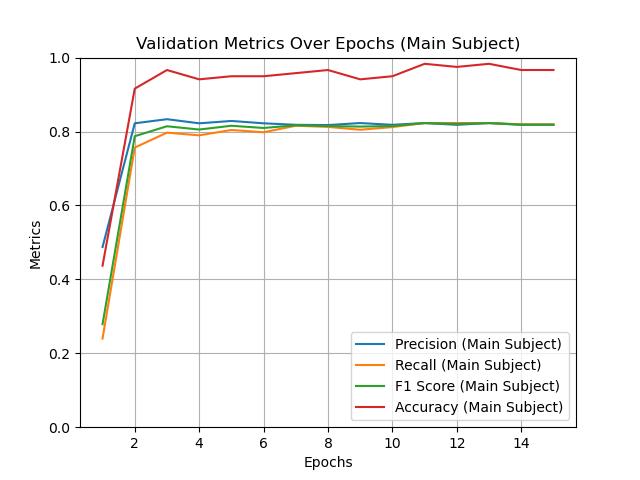 Validation Metrics Over Epochs (Main Subject)
1.0
0.8
0.6
0.4
0.2
0.0
Metrics
2 4 6 8 10 12 14
Epochs
Precision (Main Subject)
Recall (Main Subject)
F1 Score (Main Subject)
Accuracy (Main Subject)